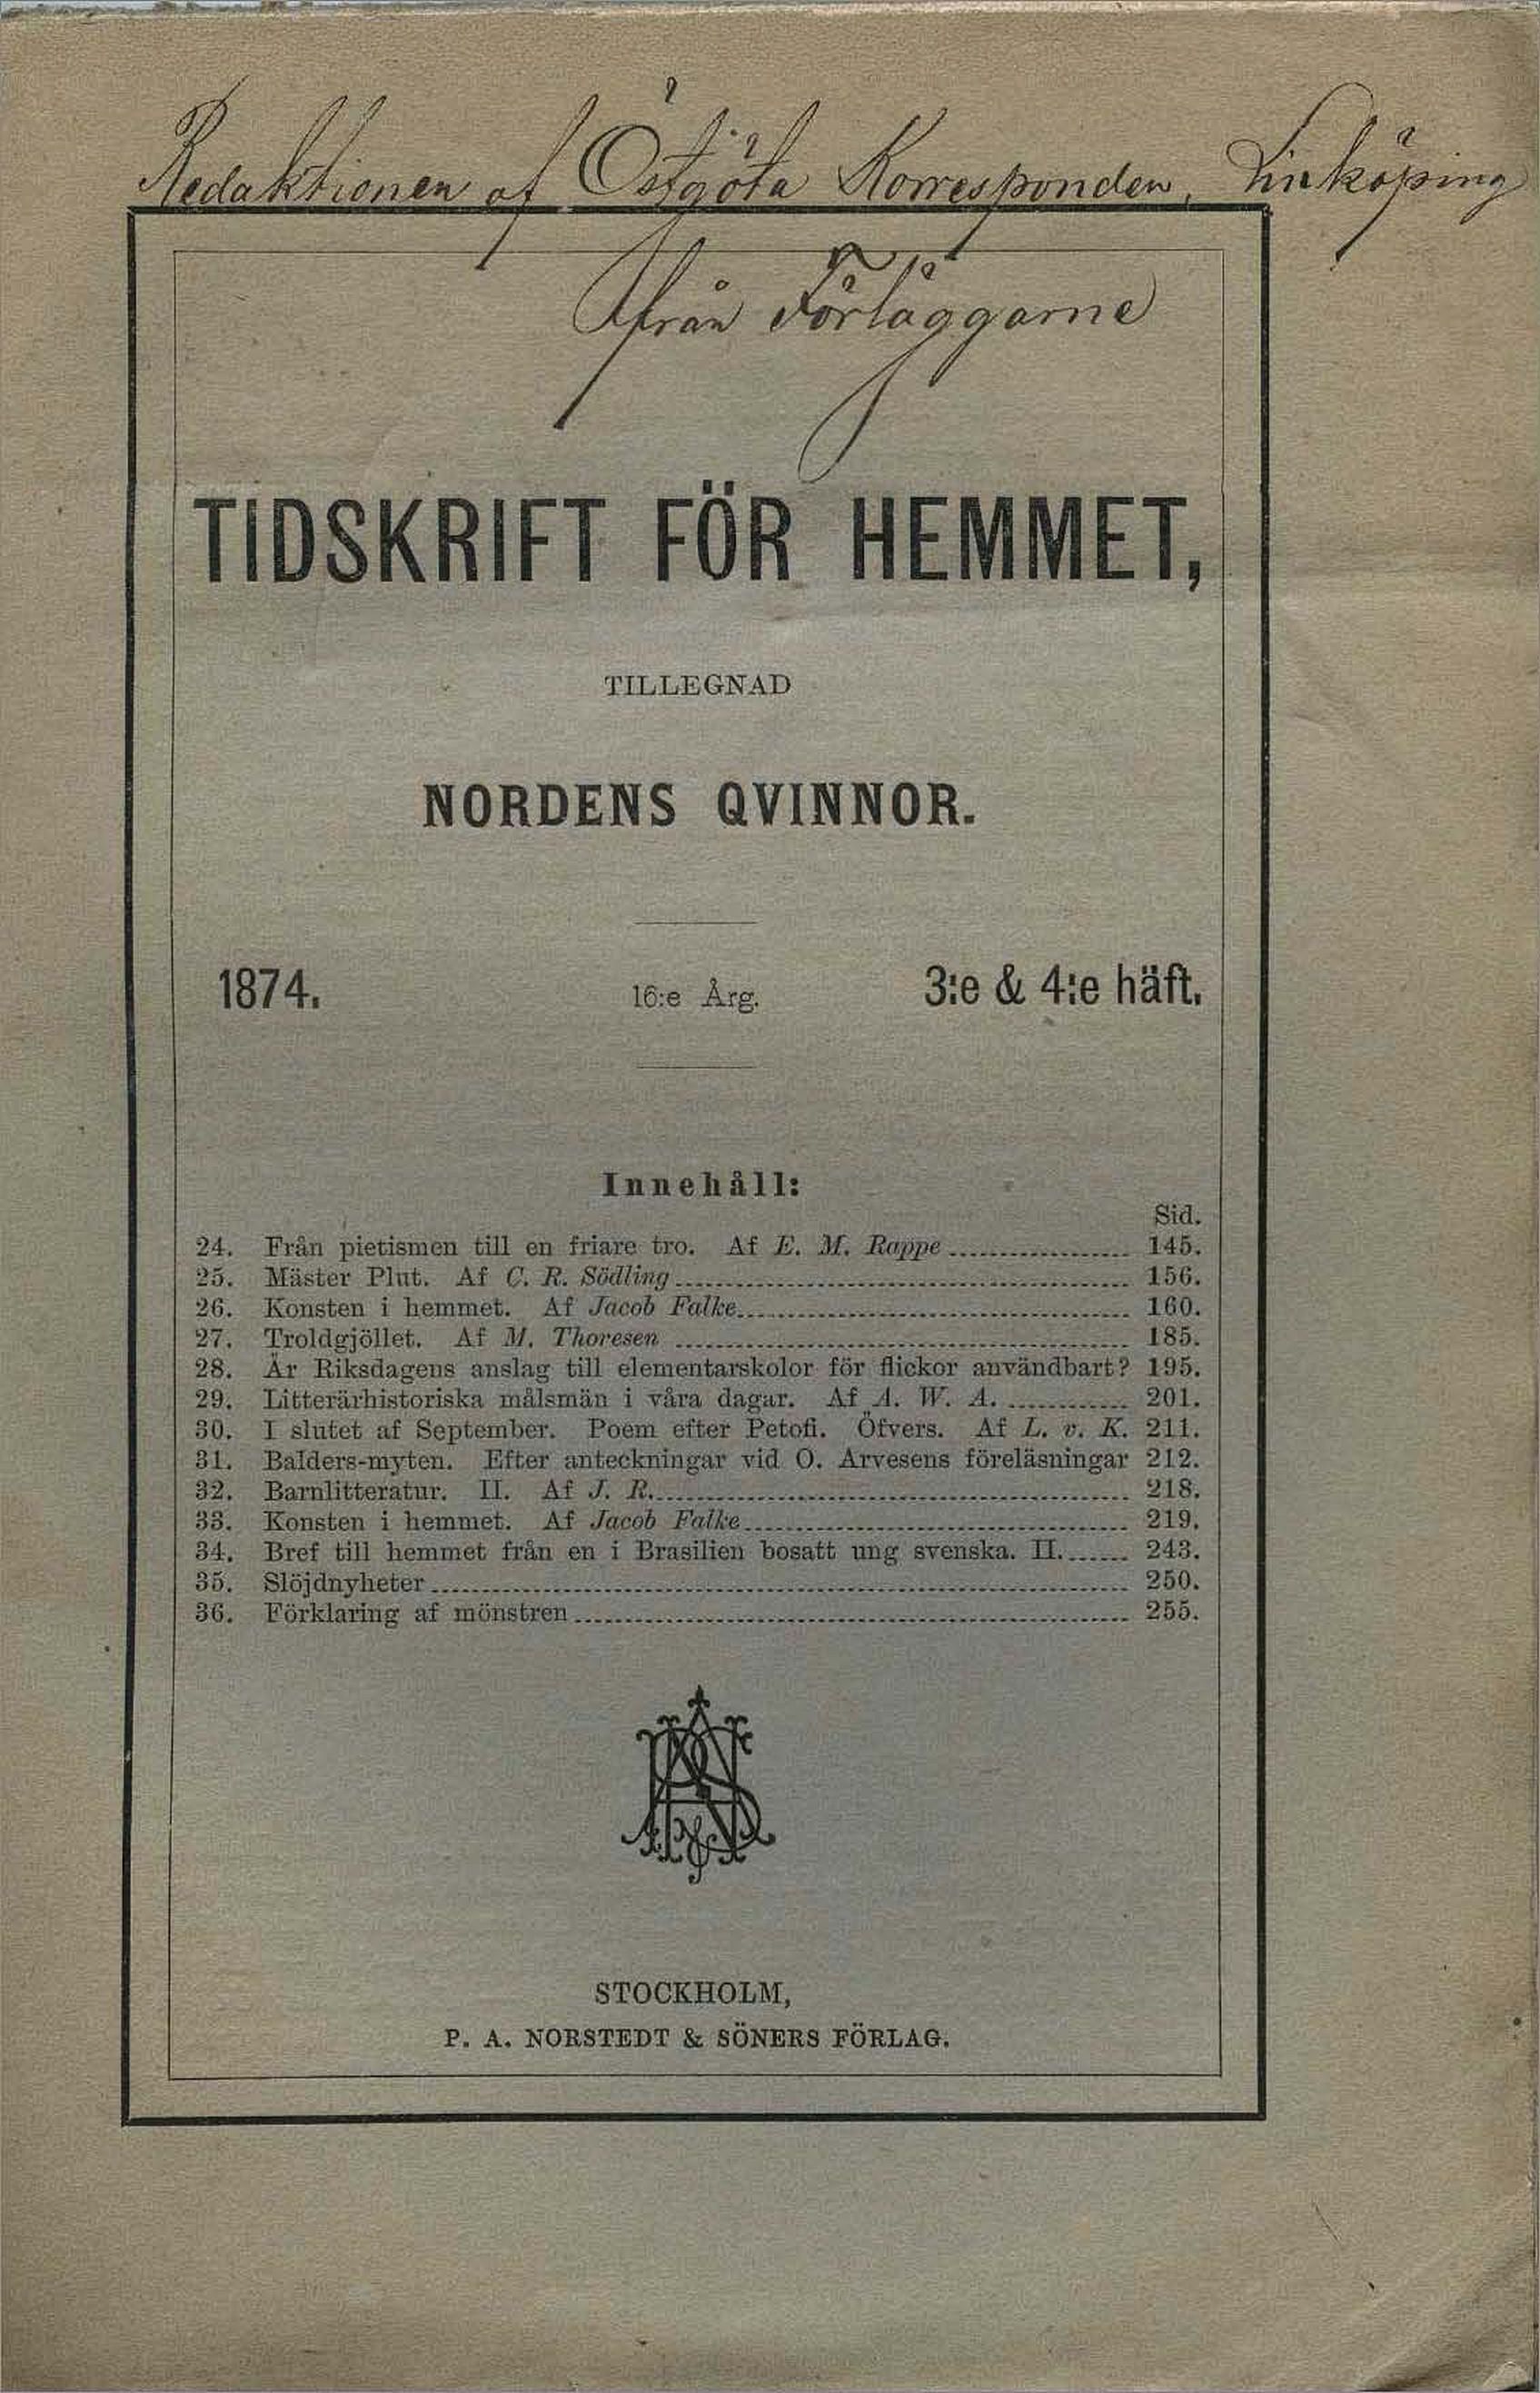 Redaktionen af Östgöta Korresponden, Linköping
från Förläggarne
TIDSKRIFT FÖR HEMMET,
TILLEGNAD
NORDENS QVINNOR.
1874. 16:e Årg. 3:e & 4:e häft.
Innehåll:
Sid.
24. Från pietismen till en friare tro. Af E. M. Rappe 145.
25. Mäster Plut. Af C. R. Södling 156.
26. Konsten i hemmet. Af Jacob Falke 160.
27. Troldgjöllet. Af M. Thoresen 185.
28. Är Riksdagens anslag till elementarskolor för flickor användbart? 195.
29. Litterärhistoriska målsmän i våra dagar. Af A. W. A. 201.
30. I slutet af September. Poem efter Petofi. Öfvers. Af L. v. K. 211.
31. Balders-myten. Efter anteckningar vid O. Arvesens föreläsningar 212.
32. Barnlitteratur. II. Af J. R. 218.
33. Konsten i hemmet. Af Jacob Falke 219.
34. Bref till hemmet från en i Brasilien bosatt ung svenska. II. 243.
35. Slöjdnyheter 250.
36. Förklaring af mönstren 255.
STOCKHOLM,
P. A. NORSTEDT & SÖNERS FÖRLAG.